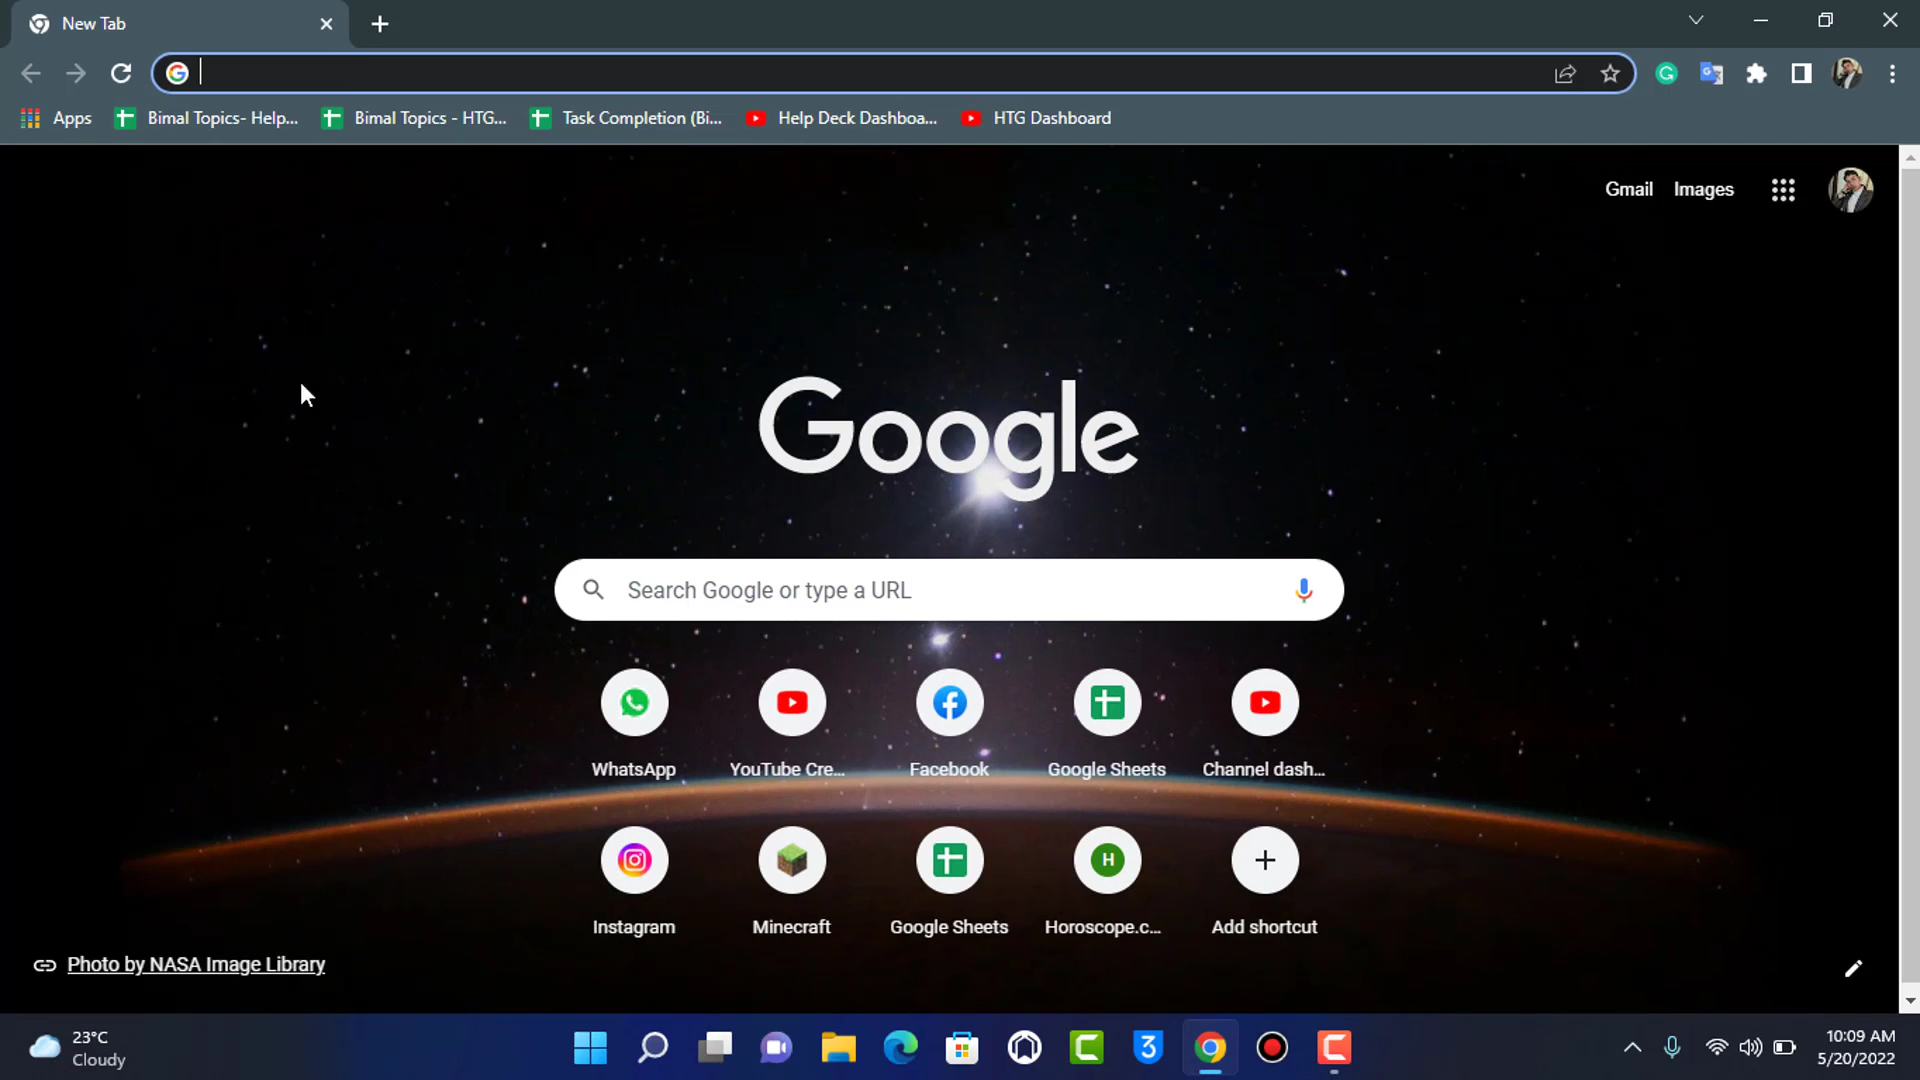 New Tab
Apps
Bimal Topics- Help...
Bimal Topics - HTG...
Task Completion (Bi...
Help Deck Dashboa...
HTG Dashboard
Gmail
Images
Google
Search Google or type a URL
WhatsApp
YouTube Cre...
Facebook
Google Sheets
Channel dash...
H
Instagram
Minecraft
Google Sheets
Horoscope.c...
Add shortcut
Photo by NASA Image Library
23°C
Cloudy
3
10:09 AM
5/20/2022